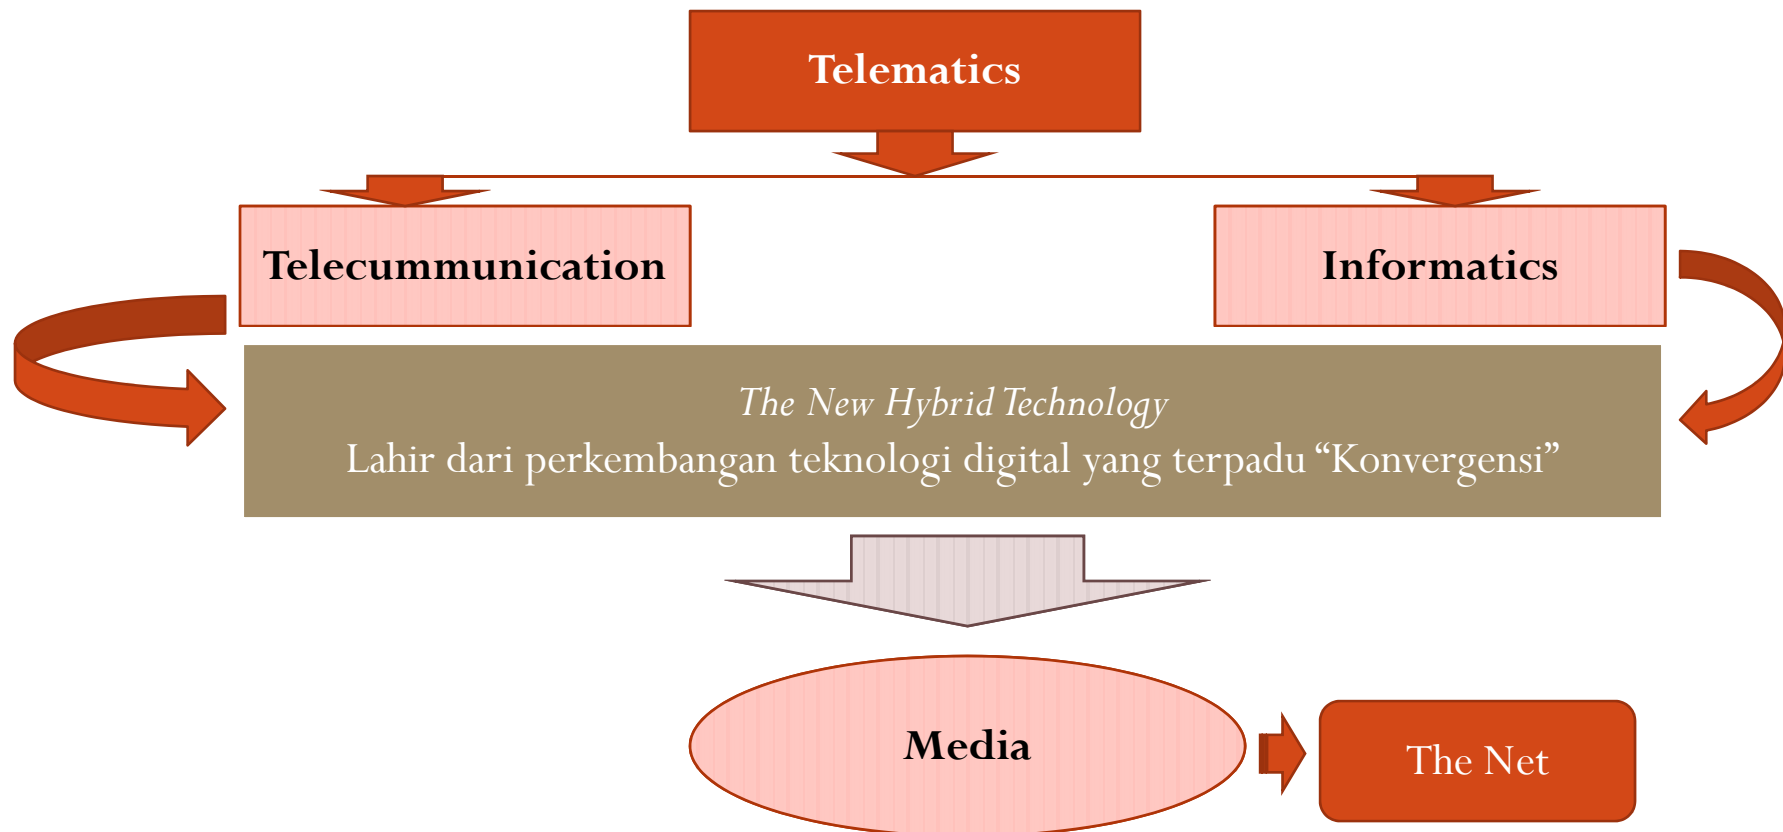 Telematics
Telecummunication
Informatics
The New Hybrid Technology
Lahir dari perkembangan teknologi digital yang terpadu “Konvergensi”
Media
The Net